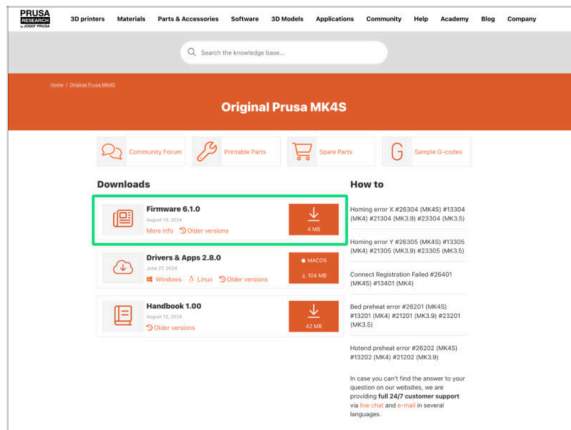 PRUSA
RESEARCH
by JOSEF PRUSA
3D printers Materials Parts & Accessories Software 3D Models Applications Community Help Academy Blog Company
Search the knowledge base...
Home / Original Prusa MK4S
Original Prusa MK4S
Community Forum Printable Parts Spare Parts Sample G-codes
Downloads
Firmware 6.1.0
August 13, 2024
More info Older versions
4 MB
Drivers & Apps 2.8.0
June 27, 2024
Windows Linux Older versions
MACOS
104 MB
Handbook 1.00
August 12, 2024
Older versions
42 MB
How to
Homing error X #26304 (MK4S) #13304
(MK4) #21304 (MK3.9) #23304 (MK3.5)
Homing error Y #26305 (MK4S) #13305
(MK4) #21305 (MK3.9) #23305 (MK3.5)
Connect Registration Failed #26401
(MK4S) #13401 (MK4)
Bed preheat error #26201 (MK4S)
#13201 (MK4) #21201 (MK3.9) #23201
(MK3.5)
Hotend preheat error #26202 (MK4S)
#13202 (MK4) #21202 (MK3.9)
In case you can't find the answer to your
question on our websites, we are
providing full 24/7 customer support
via live chat and e-mail in several
languages.